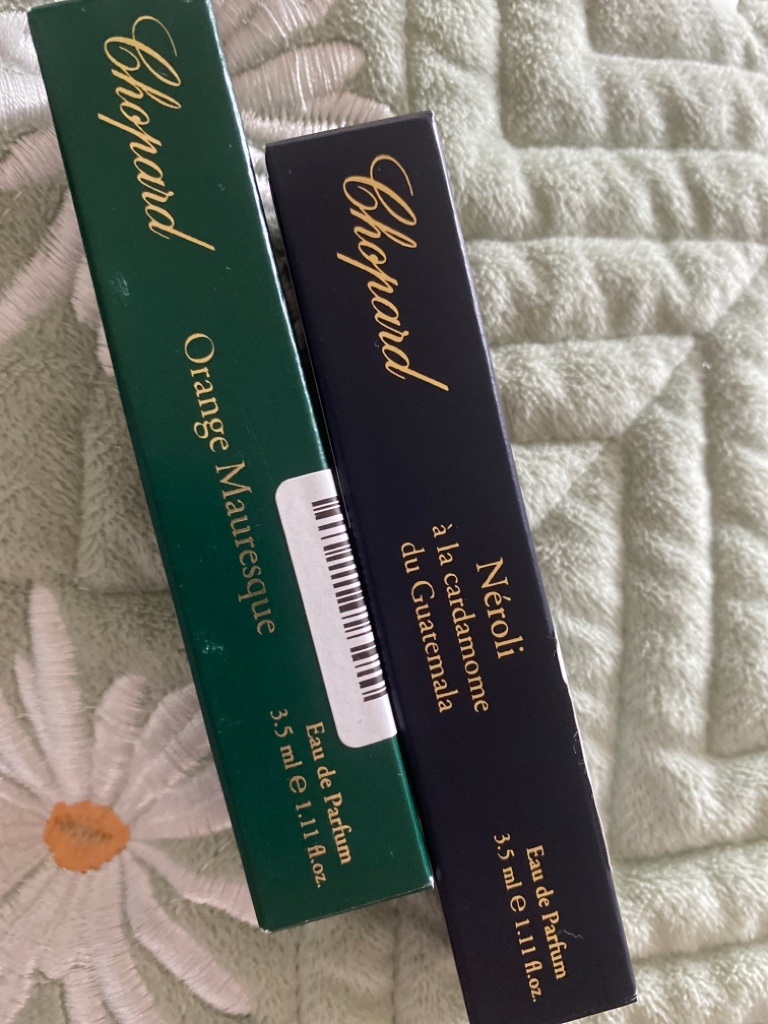 Chopard
Orange Mauresque
Eau de Parfum
3.5 ml e 1.11 fl.oz.
Chopard
Néroli
à la cardamome
du Guatemala
Eau de Parfum
3.5 ml e 1.11 fl.oz.